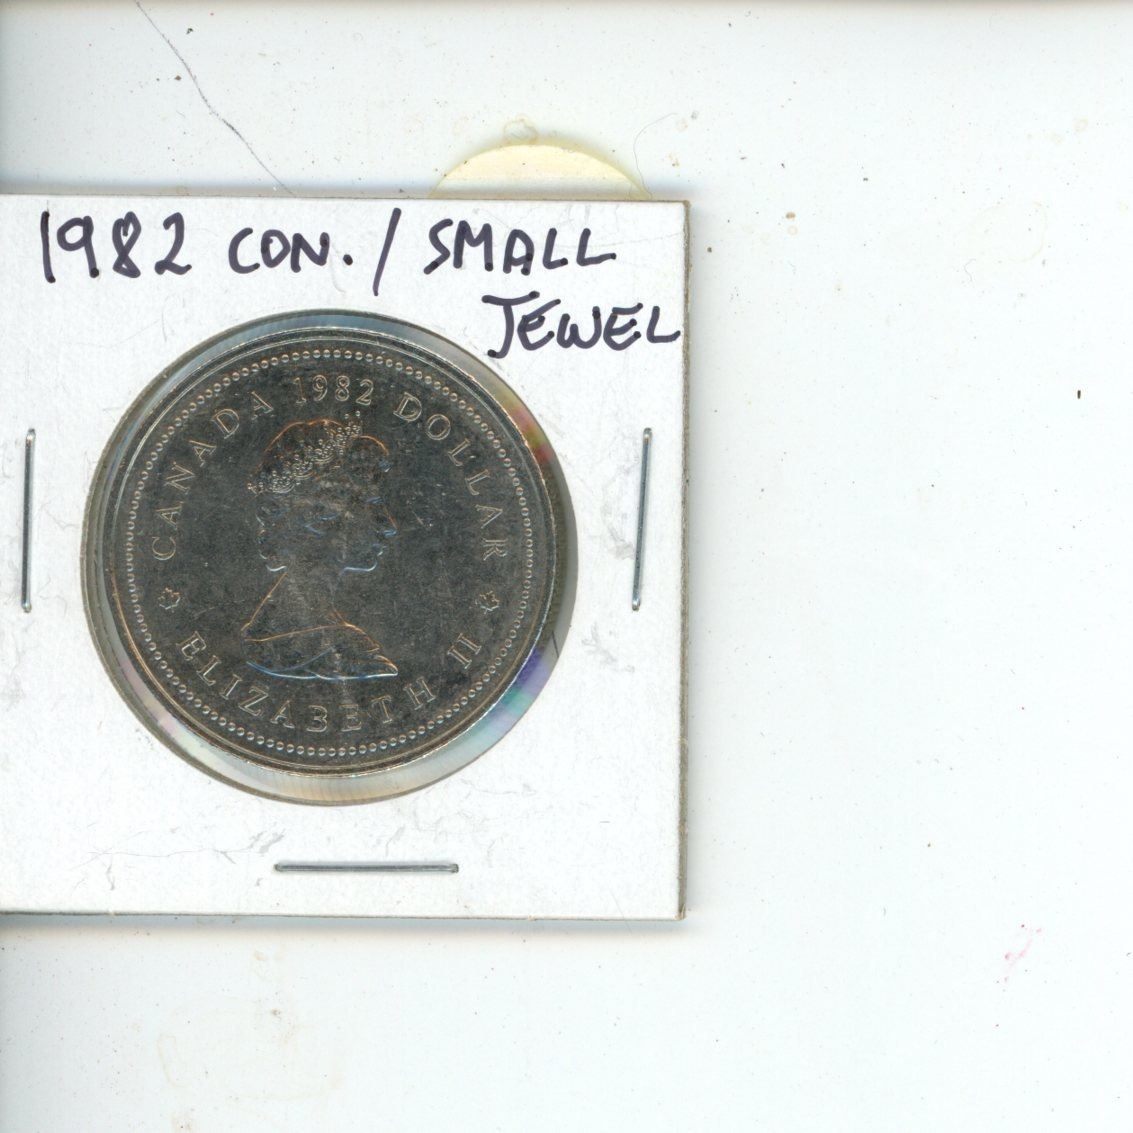 1982 CON. / SMALL
JEWEL
CANADA 1982 DOLLAR
ELIZABETH II